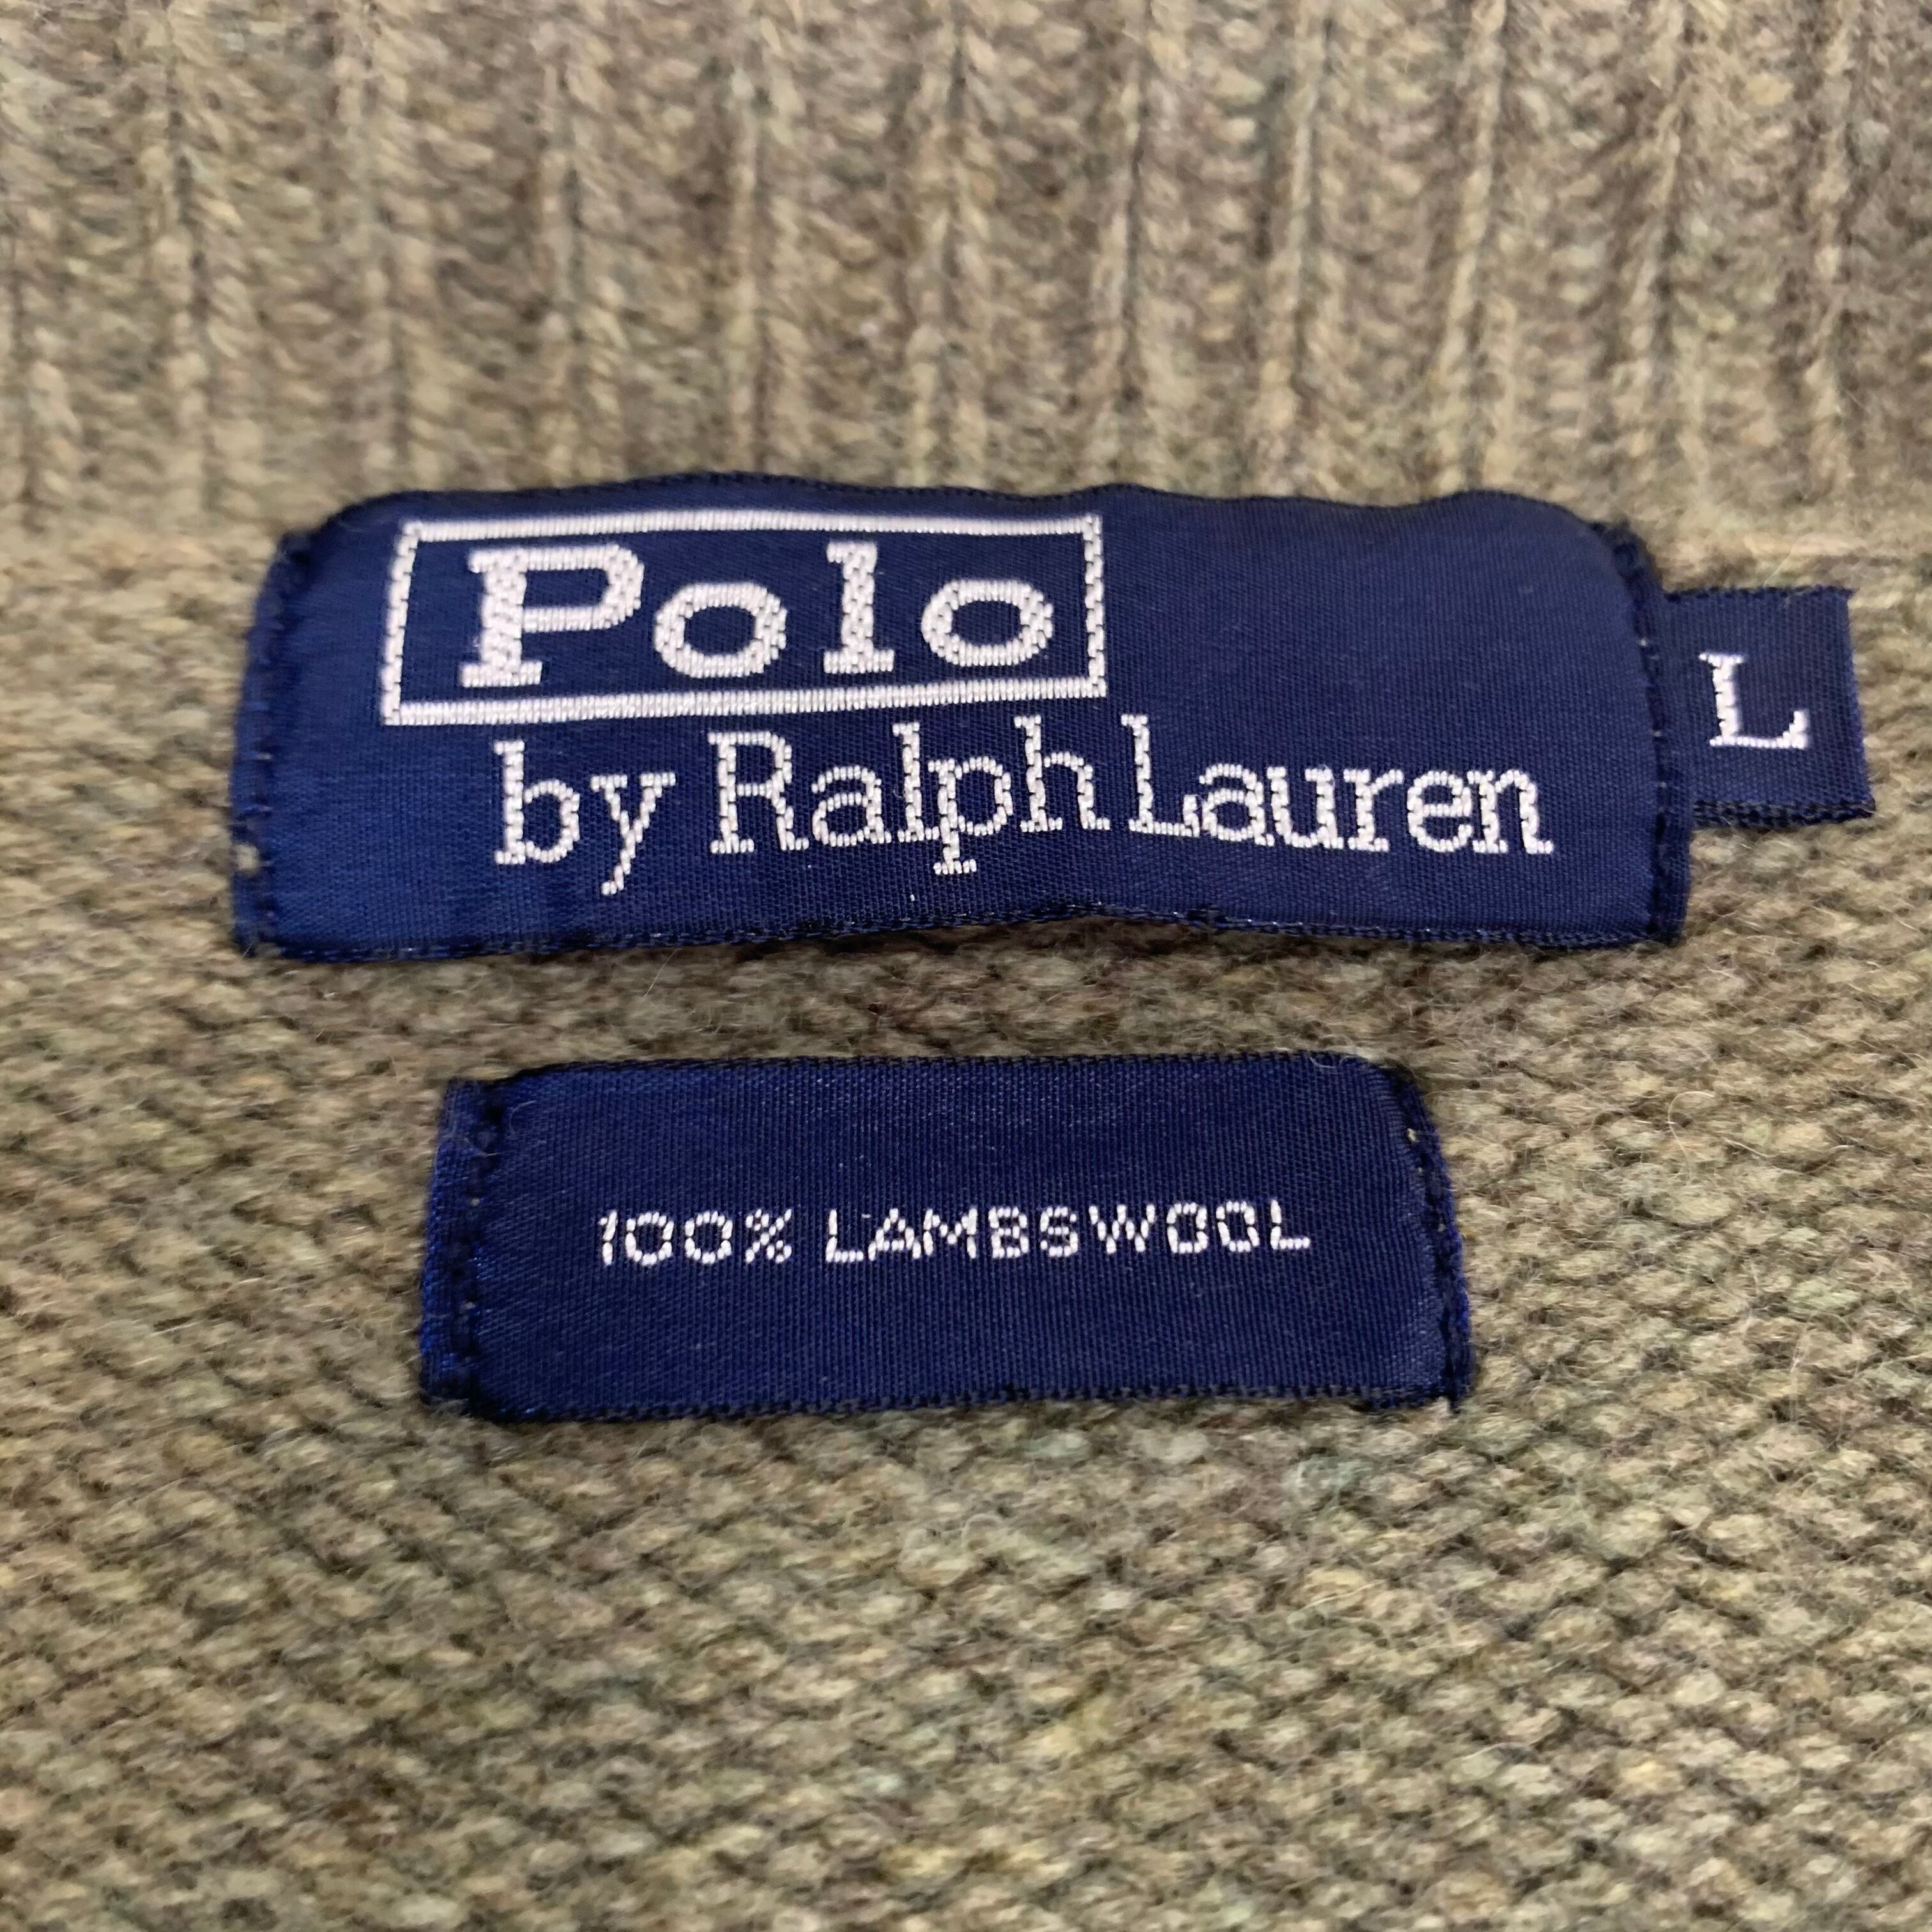 Polo
by Ralph Lauren
L
100% LAMBSWOOL